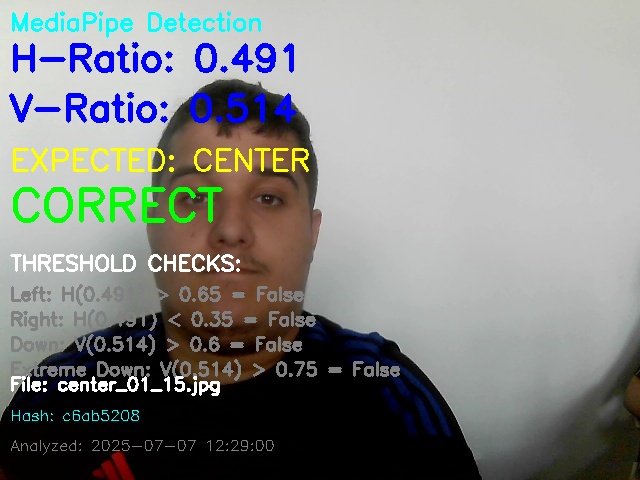 MediaPipe Detection
H-Ratio: 0.491
V-Ratio: 0.514
EXPECTED: CENTER
CORRECT
THRESHOLD CHECKS:
Left: H(0.491) > 0.65 = False
Right: H(0.491) < 0.35 = False
Down: V(0.514) > 0.6 = False
Extreme Down: V(0.514) > 0.75 = False
File: center_01_15.jpg
Hash: c6ab5208
Analyzed: 2025-07-07 12:29:00